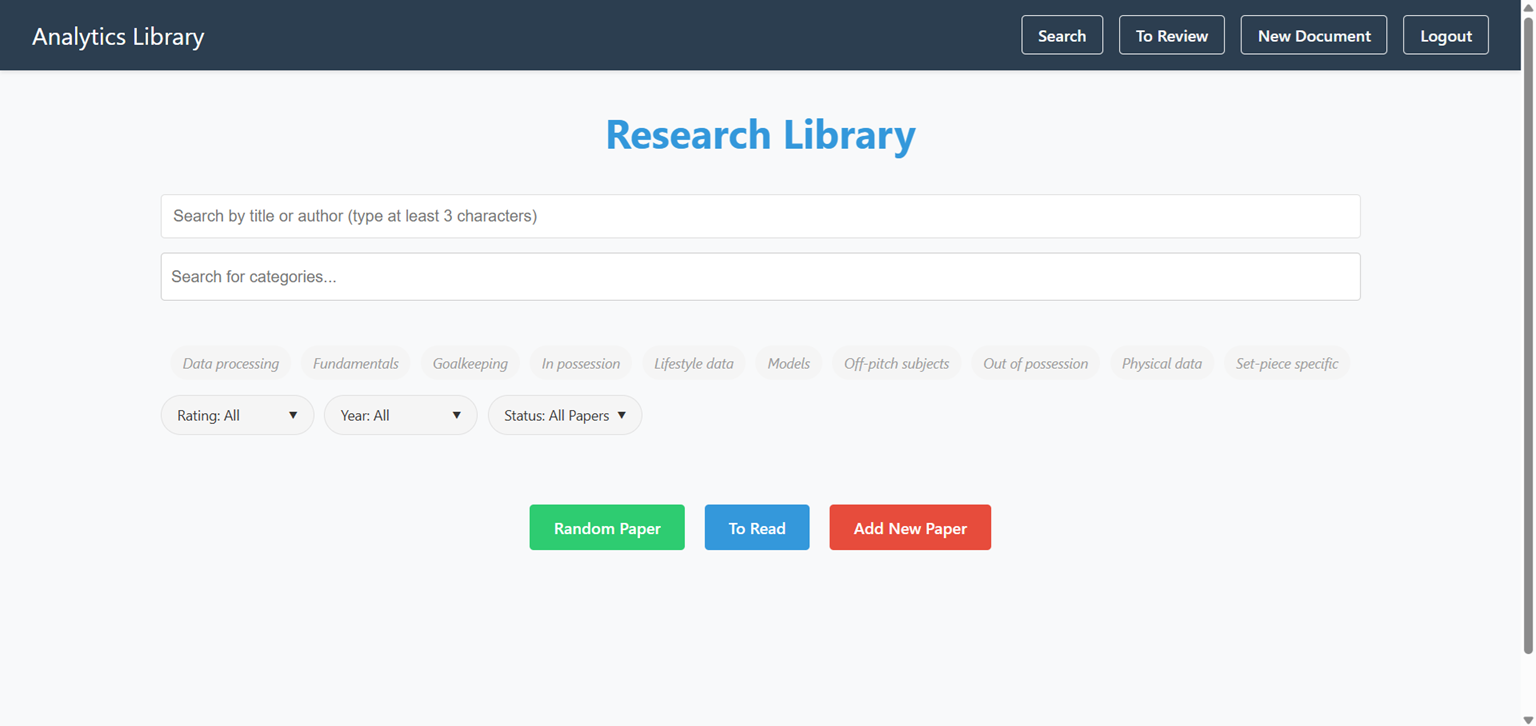 Analytics Library
Search
To Review
New Document
Logout
Research Library
Search by title or author (type at least 3 characters)
Search for categories...
Data processing
Fundamentals
Goalkeeping
In possession
Lifestyle data
Models
Off-pitch subjects
Out of possession
Physical data
Set-piece specific
Rating: All
Year: All
Status: All Papers
Random Paper
To Read
Add New Paper